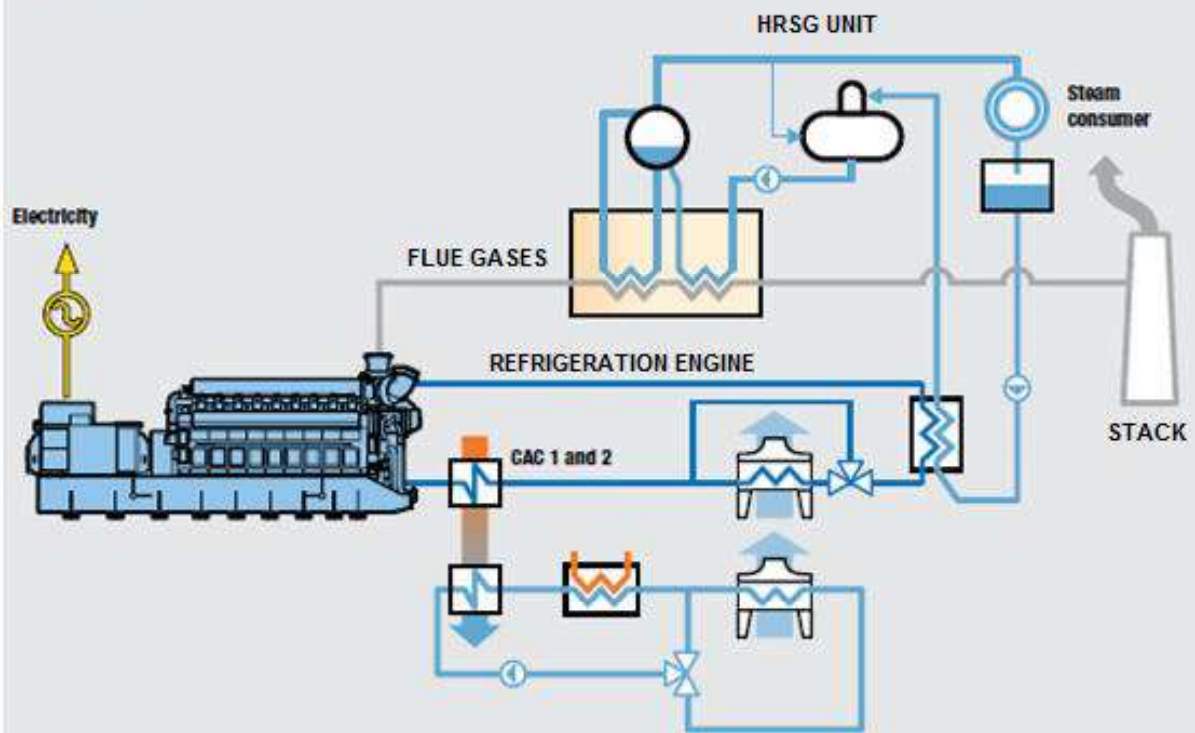 HRSG UNIT
Steam
consumer
Electricity
FLUE GASES
REFRIGERATION ENGINE
CAC 1 and 2
STACK